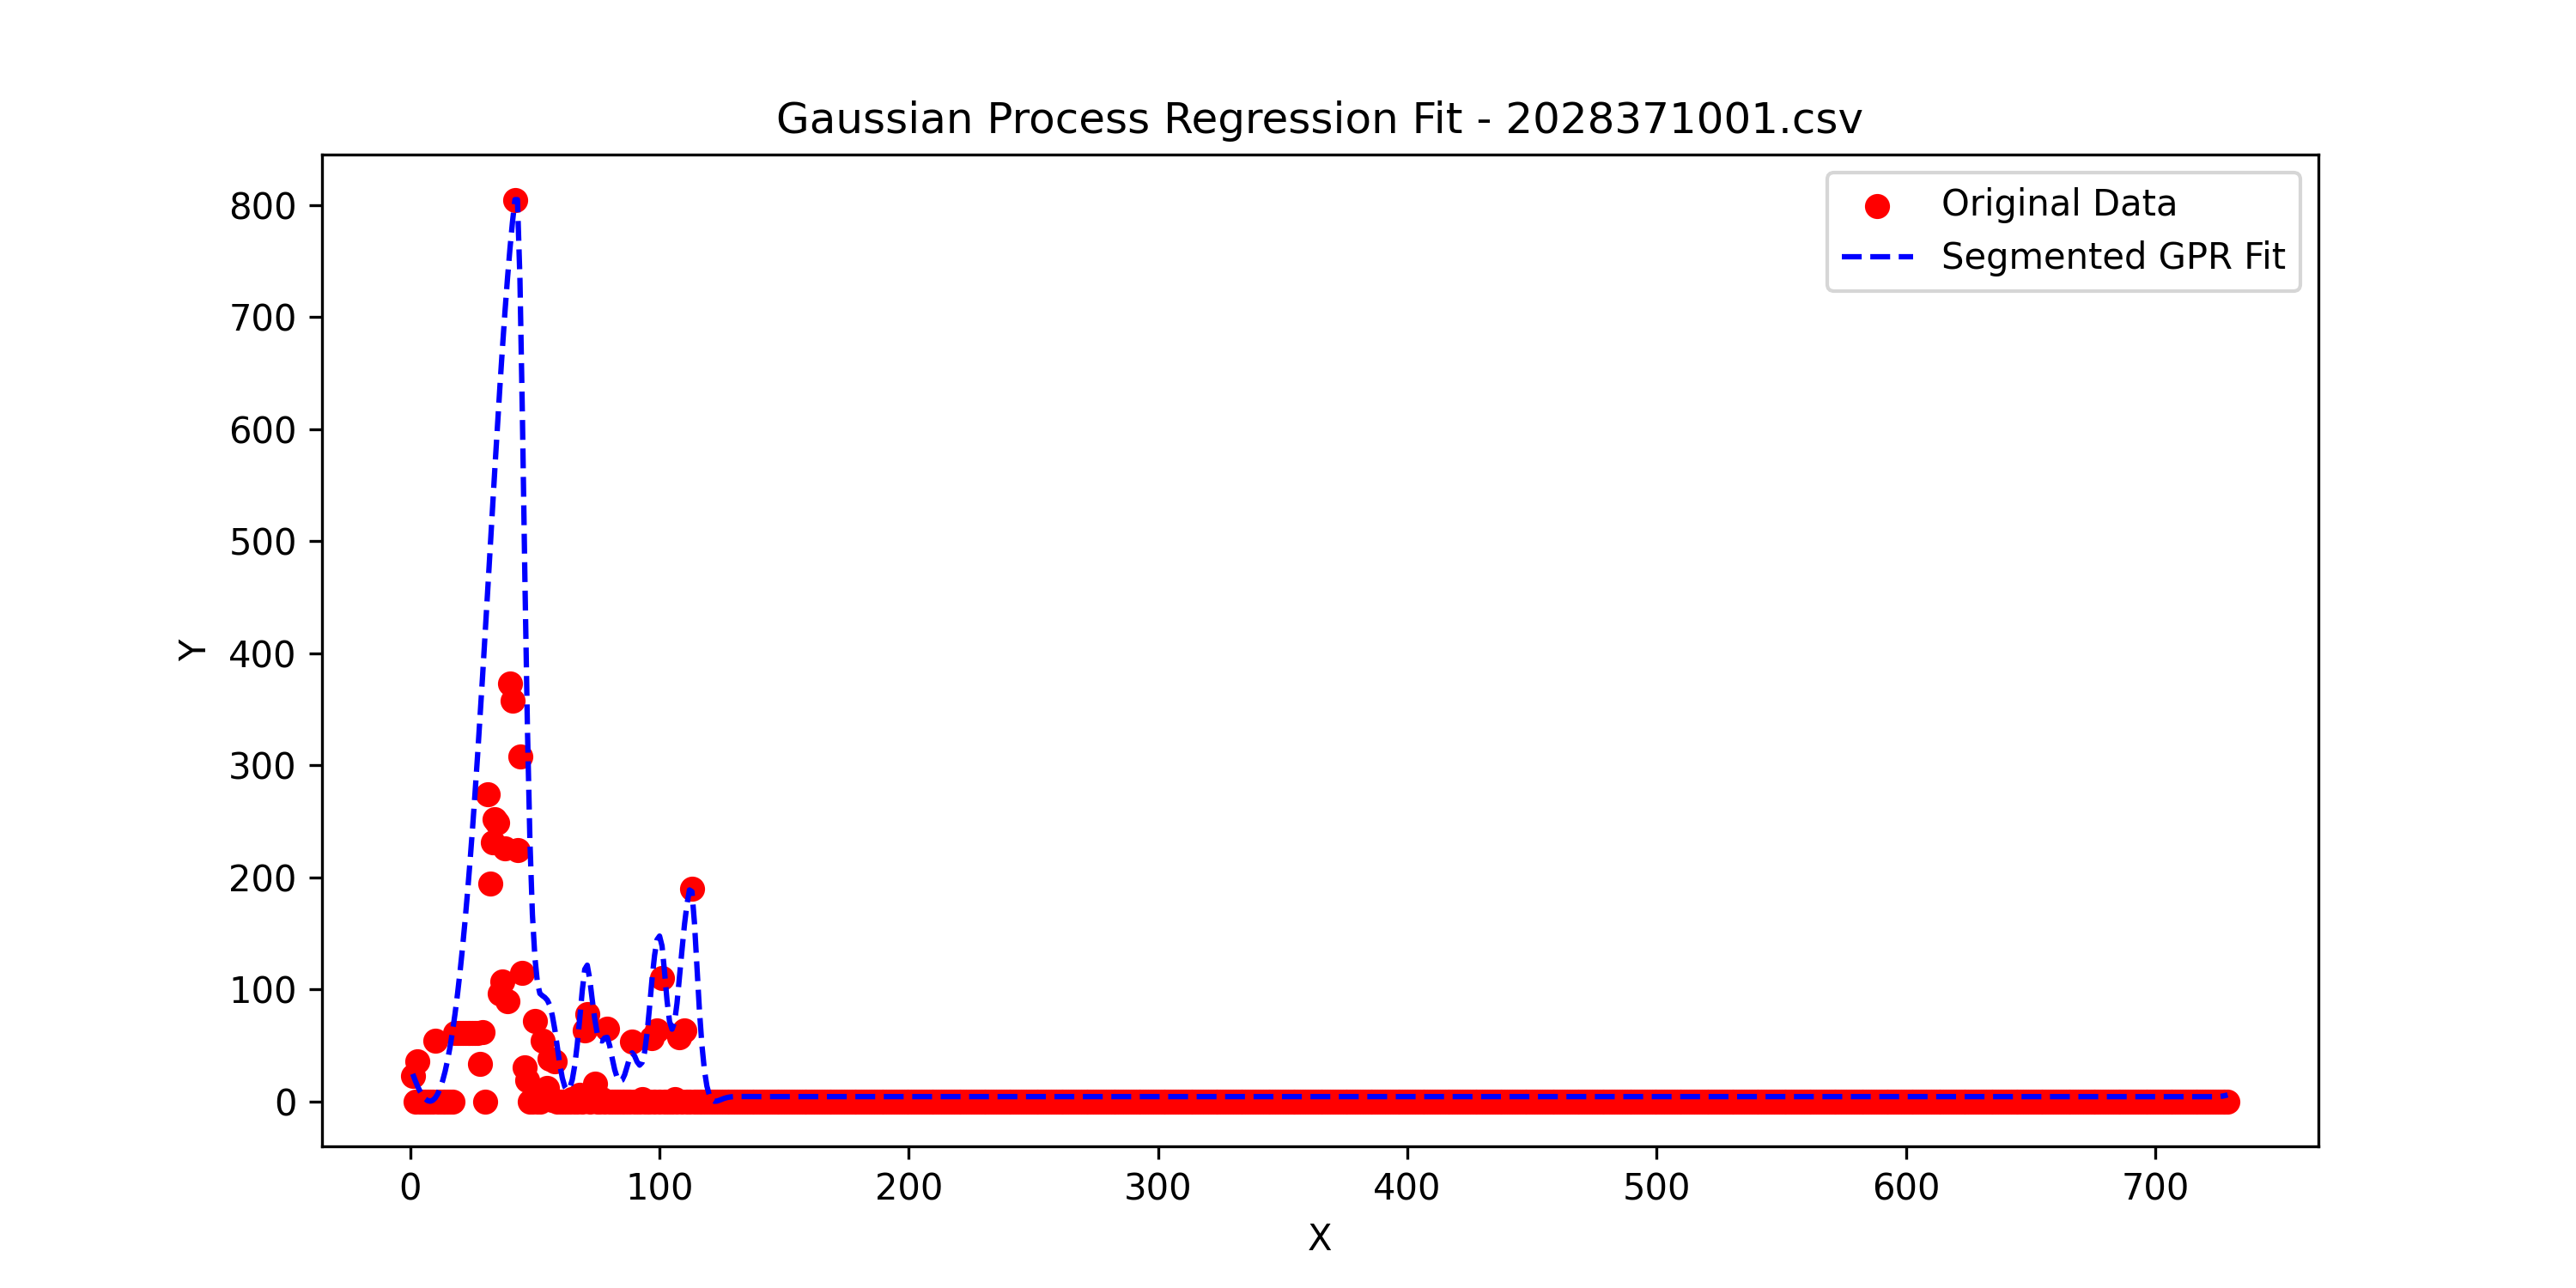 Gaussian Process Regression Fit - 2028371001.csv
Original Data
Segmented GPR Fit
800
700
600
500
400
300
200
100
0
Y
0 100 200 300 400 500 600 700
X